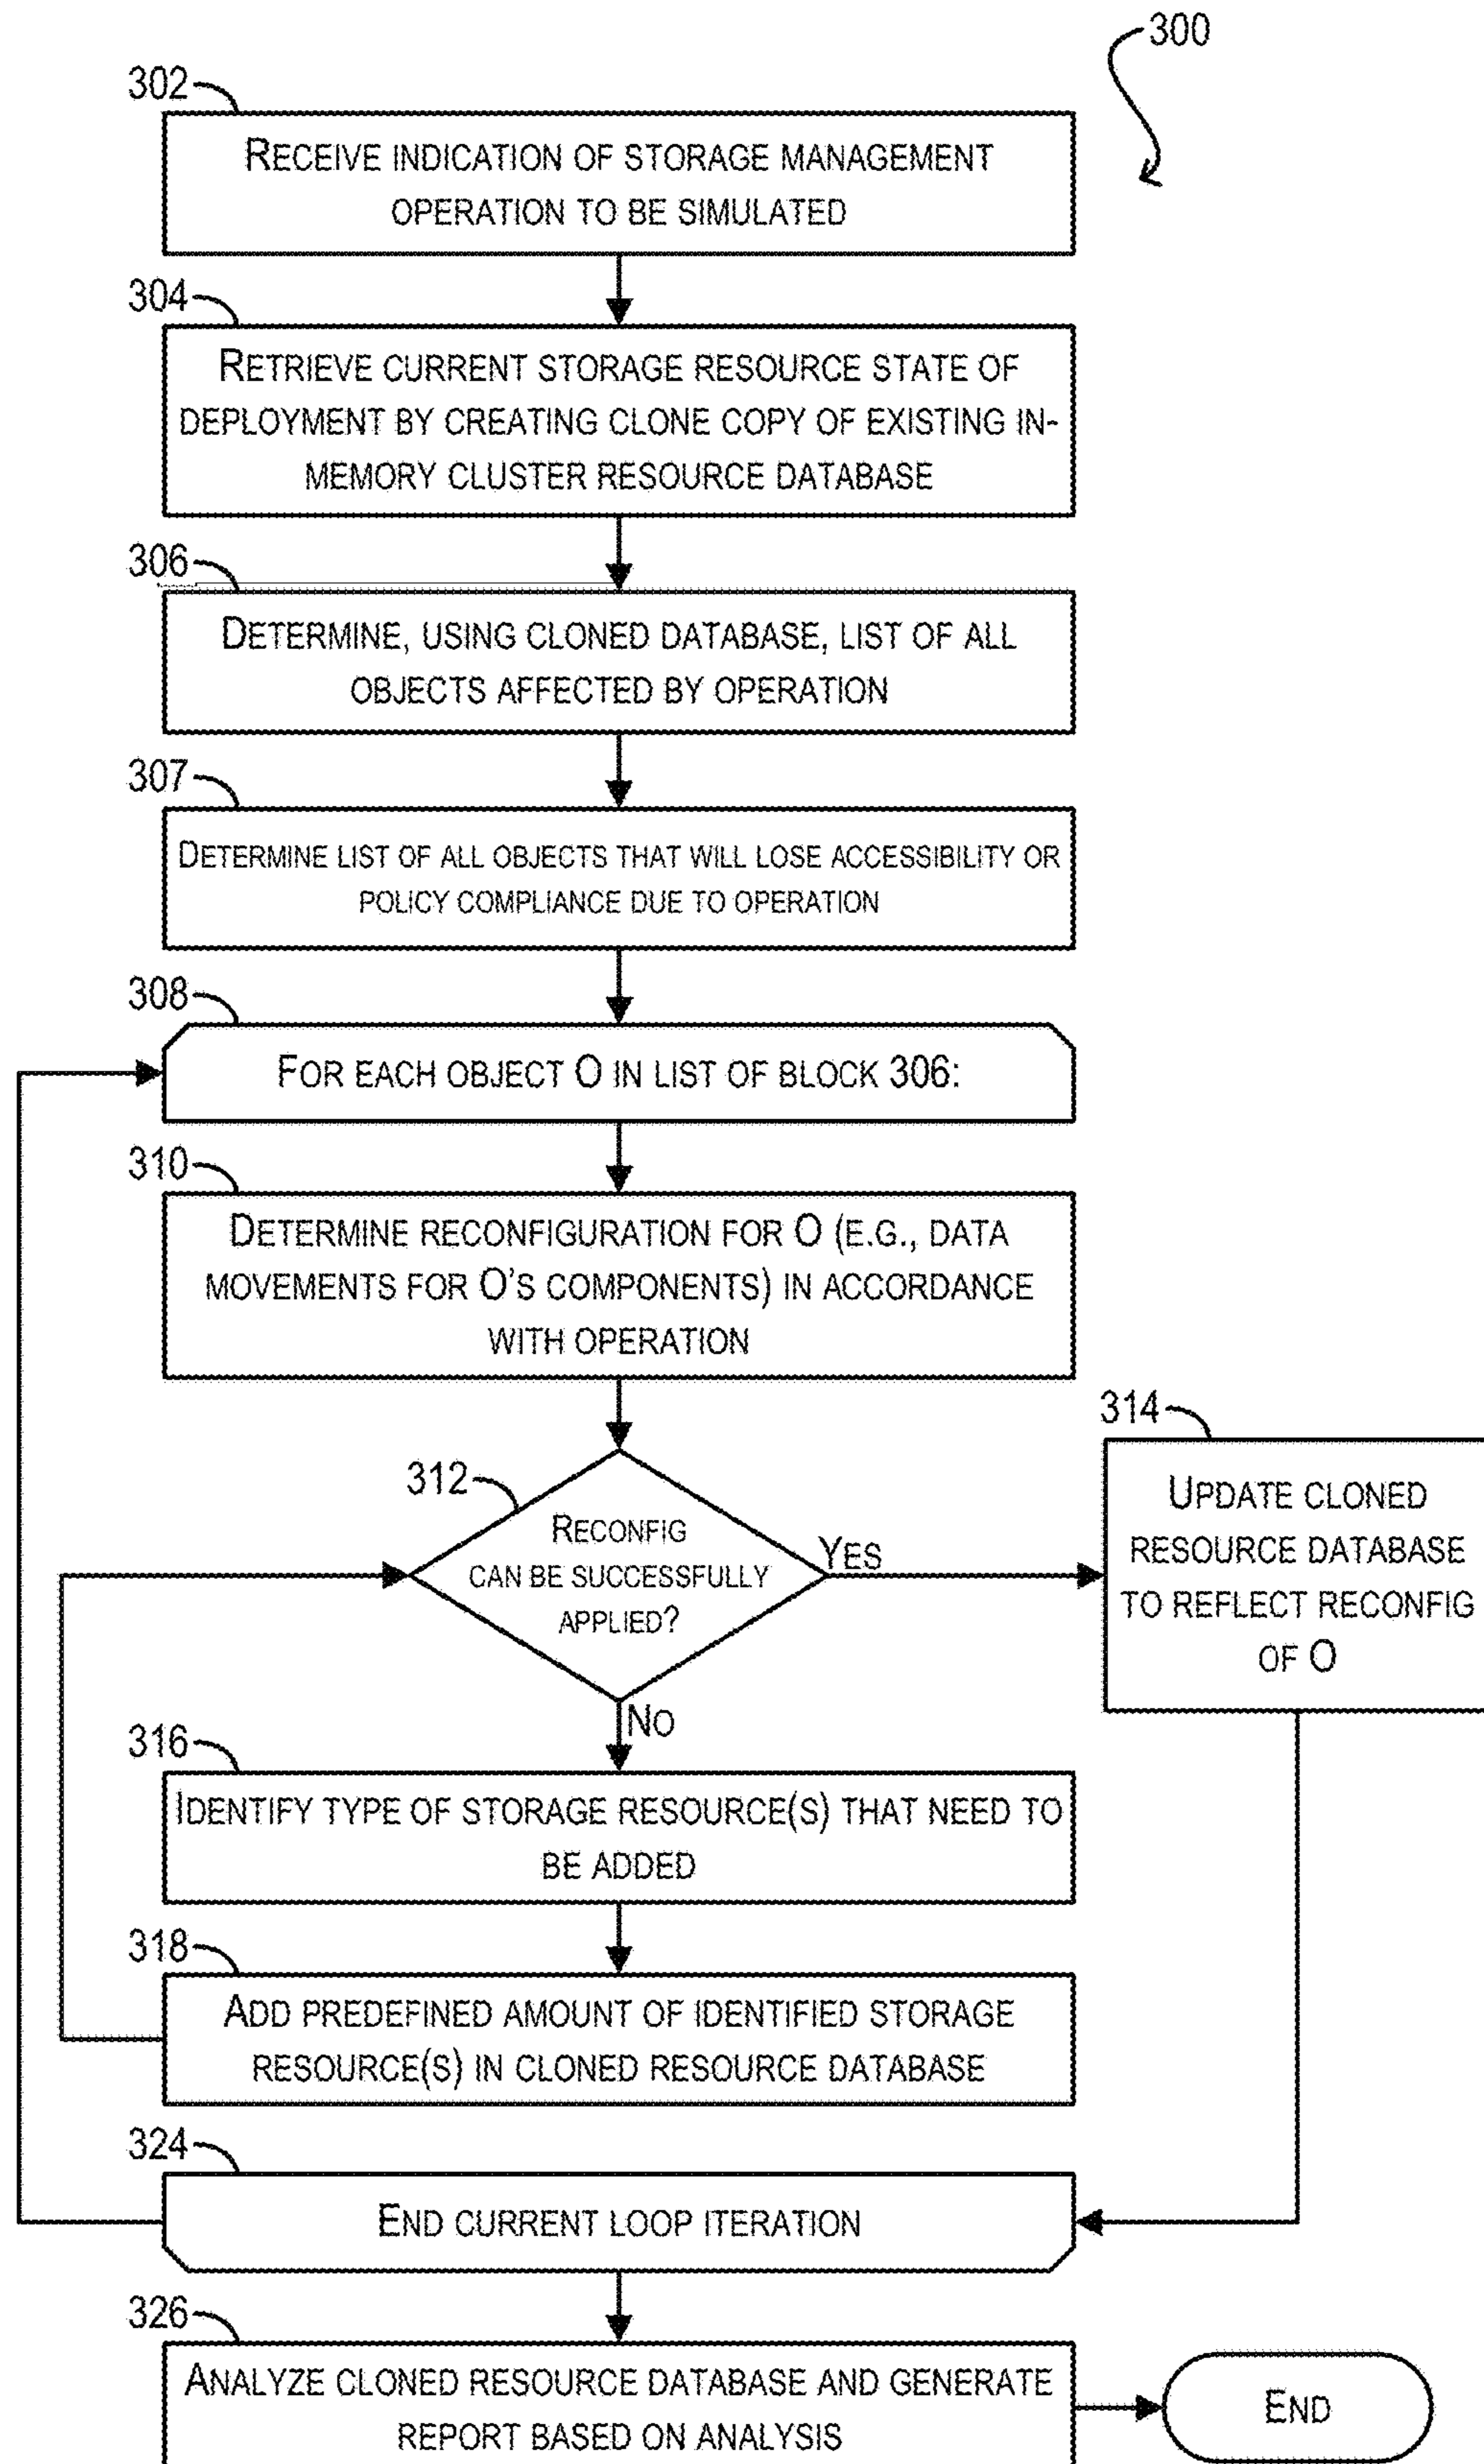 300
302
RECEIVE INDICATION OF STORAGE MANAGEMENT
OPERATION TO BE SIMULATED
304
RETRIEVE CURRENT STORAGE RESOURCE STATE OF
DEPLOYMENT BY CREATING CLONE COPY OF EXISTING IN-
MEMORY CLUSTER RESOURCE DATABASE
306
DETERMINE, USING CLONED DATABASE, LIST OF ALL
OBJECTS AFFECTED BY OPERATION
307
DETERMINE LIST OF ALL OBJECTS THAT WILL LOSE ACCESSIBILITY OR
POLICY COMPLIANCE DUE TO OPERATION
308
FOR EACH OBJECT O IN LIST OF BLOCK 306:
310
DETERMINE RECONFIGURATION FOR O (E.G., DATA
MOVEMENTS FOR O'S COMPONENTS) IN ACCORDANCE
WITH OPERATION
312
RECONFIG
CAN BE SUCCESSFULLY
APPLIED?
YES
314
UPDATE CLONED
RESOURCE DATABASE
TO REFLECT RECONFIG
OF O
NO
316
IDENTIFY TYPE OF STORAGE RESOURCE(S) THAT NEED TO
BE ADDED
318
ADD PREDEFINED AMOUNT OF IDENTIFIED STORAGE
RESOURCE(S) IN CLONED RESOURCE DATABASE
324
END CURRENT LOOP ITERATION
326
ANALYZE CLONED RESOURCE DATABASE AND GENERATE
REPORT BASED ON ANALYSIS
END